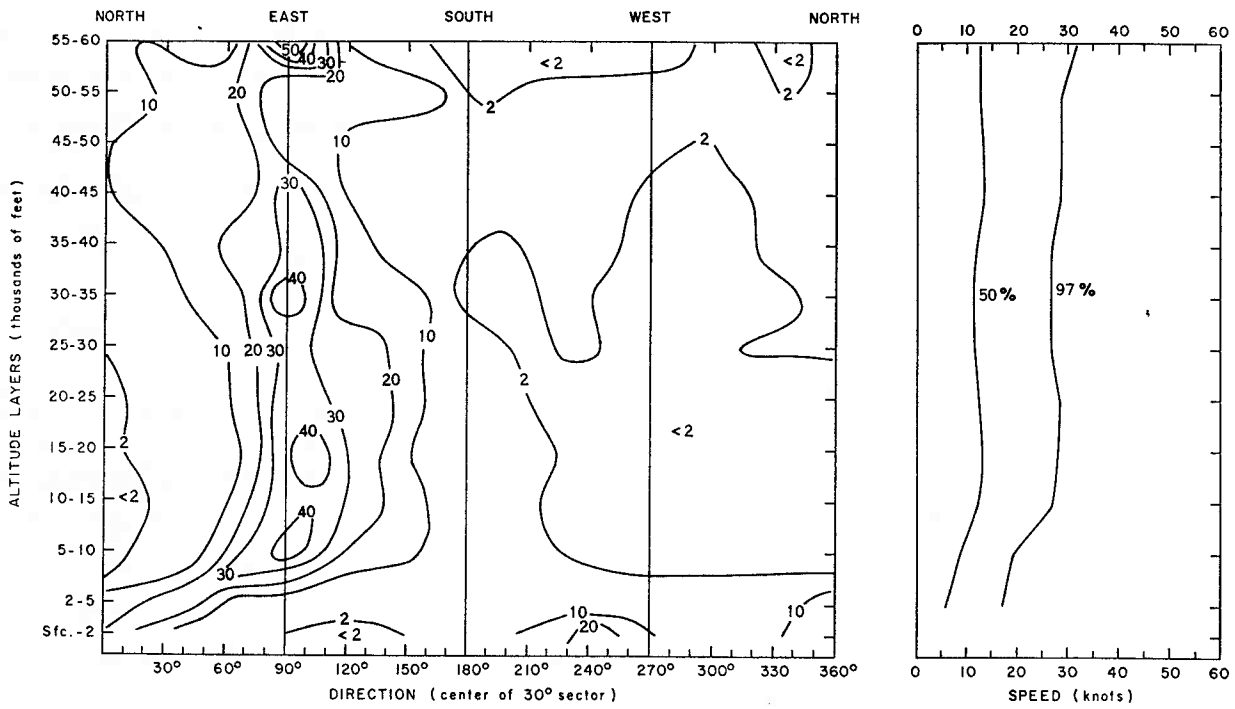 NORTH EAST SOUTH WEST NORTH
0 10 20 30 40 50 60
ALTITUDE LAYERS (thousands of feet)
55-60
50-55
45-50
40-45
35-40
30-35
25-30
20-25
15-20
10-15
5-10
2-5
Sfc.-2
50 40 30 <2 <2
20
10 20 2 2
10 2
30
40
50% 97%
10 20 30 10
20 2
30
40 <2
2
<2
40
30
2 10 10
<2 20
30° 60° 90° 120° 150° 180° 210° 240° 270° 300° 330° 360°
DIRECTION (center of 30° sector)
0 10 20 30 40 50 60
SPEED (knots)